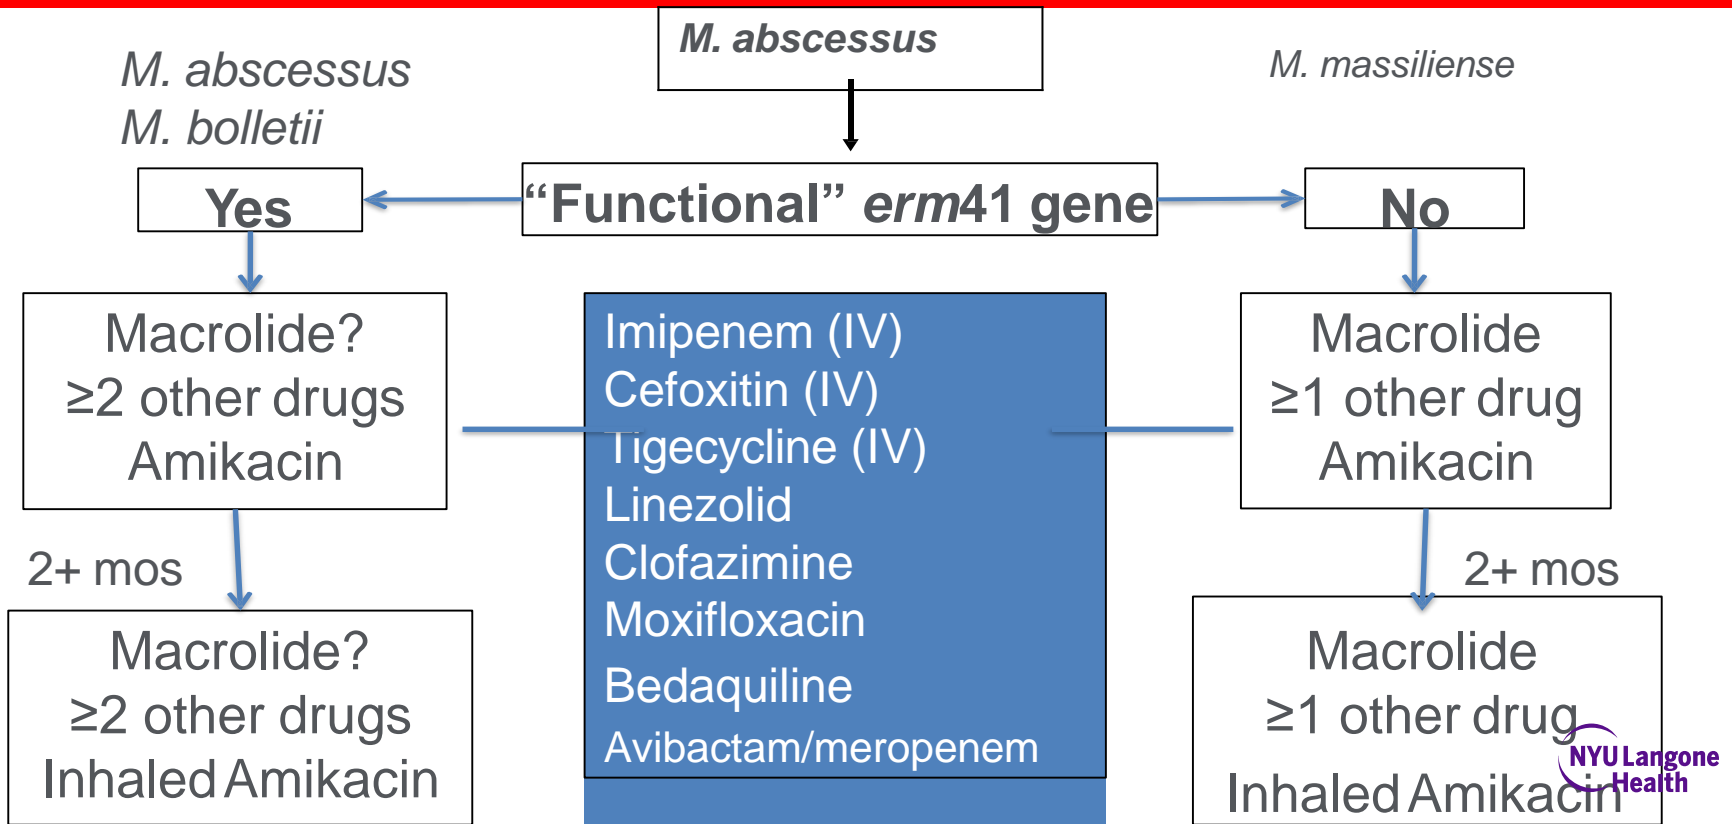 M. abscessus
M. abscessus
M. bolletii
M. massiliense
Yes
“Functional” erm41 gene
No
Macrolide?
≥2 other drugs
Amikacin
Imipenem (IV)
Cefoxitin (IV)
Tigecycline (IV)
Linezolid
Clofazimine
Moxifloxacin
Bedaquiline
Avibactam/meropenem
Macrolide
≥1 other drug
Amikacin
2+ mos
2+ mos
Macrolide?
≥2 other drugs
Inhaled Amikacin
Macrolide
≥1 other drug
Inhaled Amikacin
NYU Langone
Health